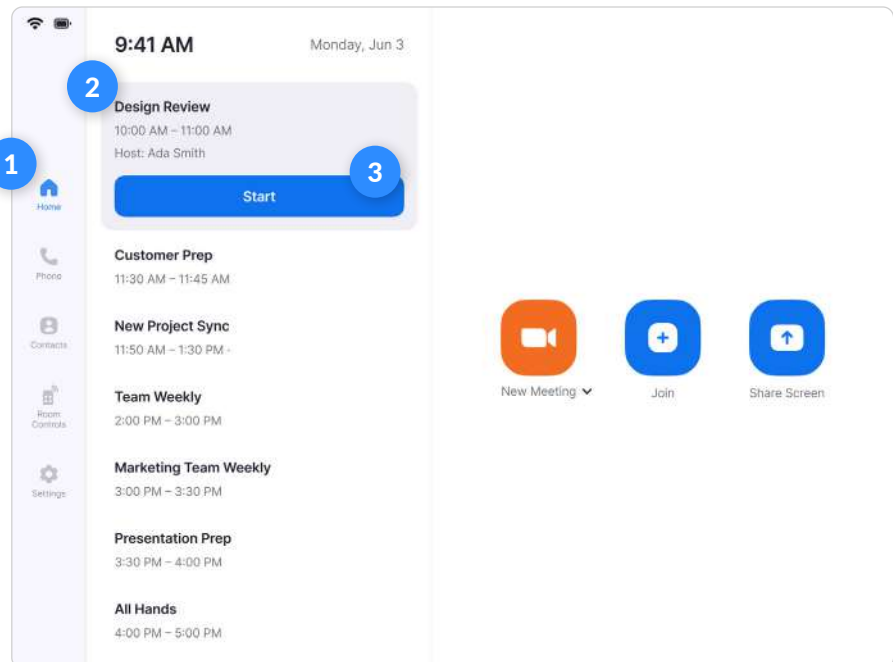 9:41 AM
Monday, Jun 3
2
Design Review
10:00 AM – 11:00 AM
Host: Ada Smith
1
3
Start
Home
Phone
Contacts
Room
Controls
Settings
Customer Prep
11:30 AM – 11:45 AM
New Project Sync
11:50 AM – 1:30 PM ·
Team Weekly
2:00 PM – 3:00 PM
Marketing Team Weekly
3:00 PM – 3:30 PM
Presentation Prep
3:30 PM – 4:00 PM
All Hands
4:00 PM – 5:00 PM
New Meeting
Join
Share Screen